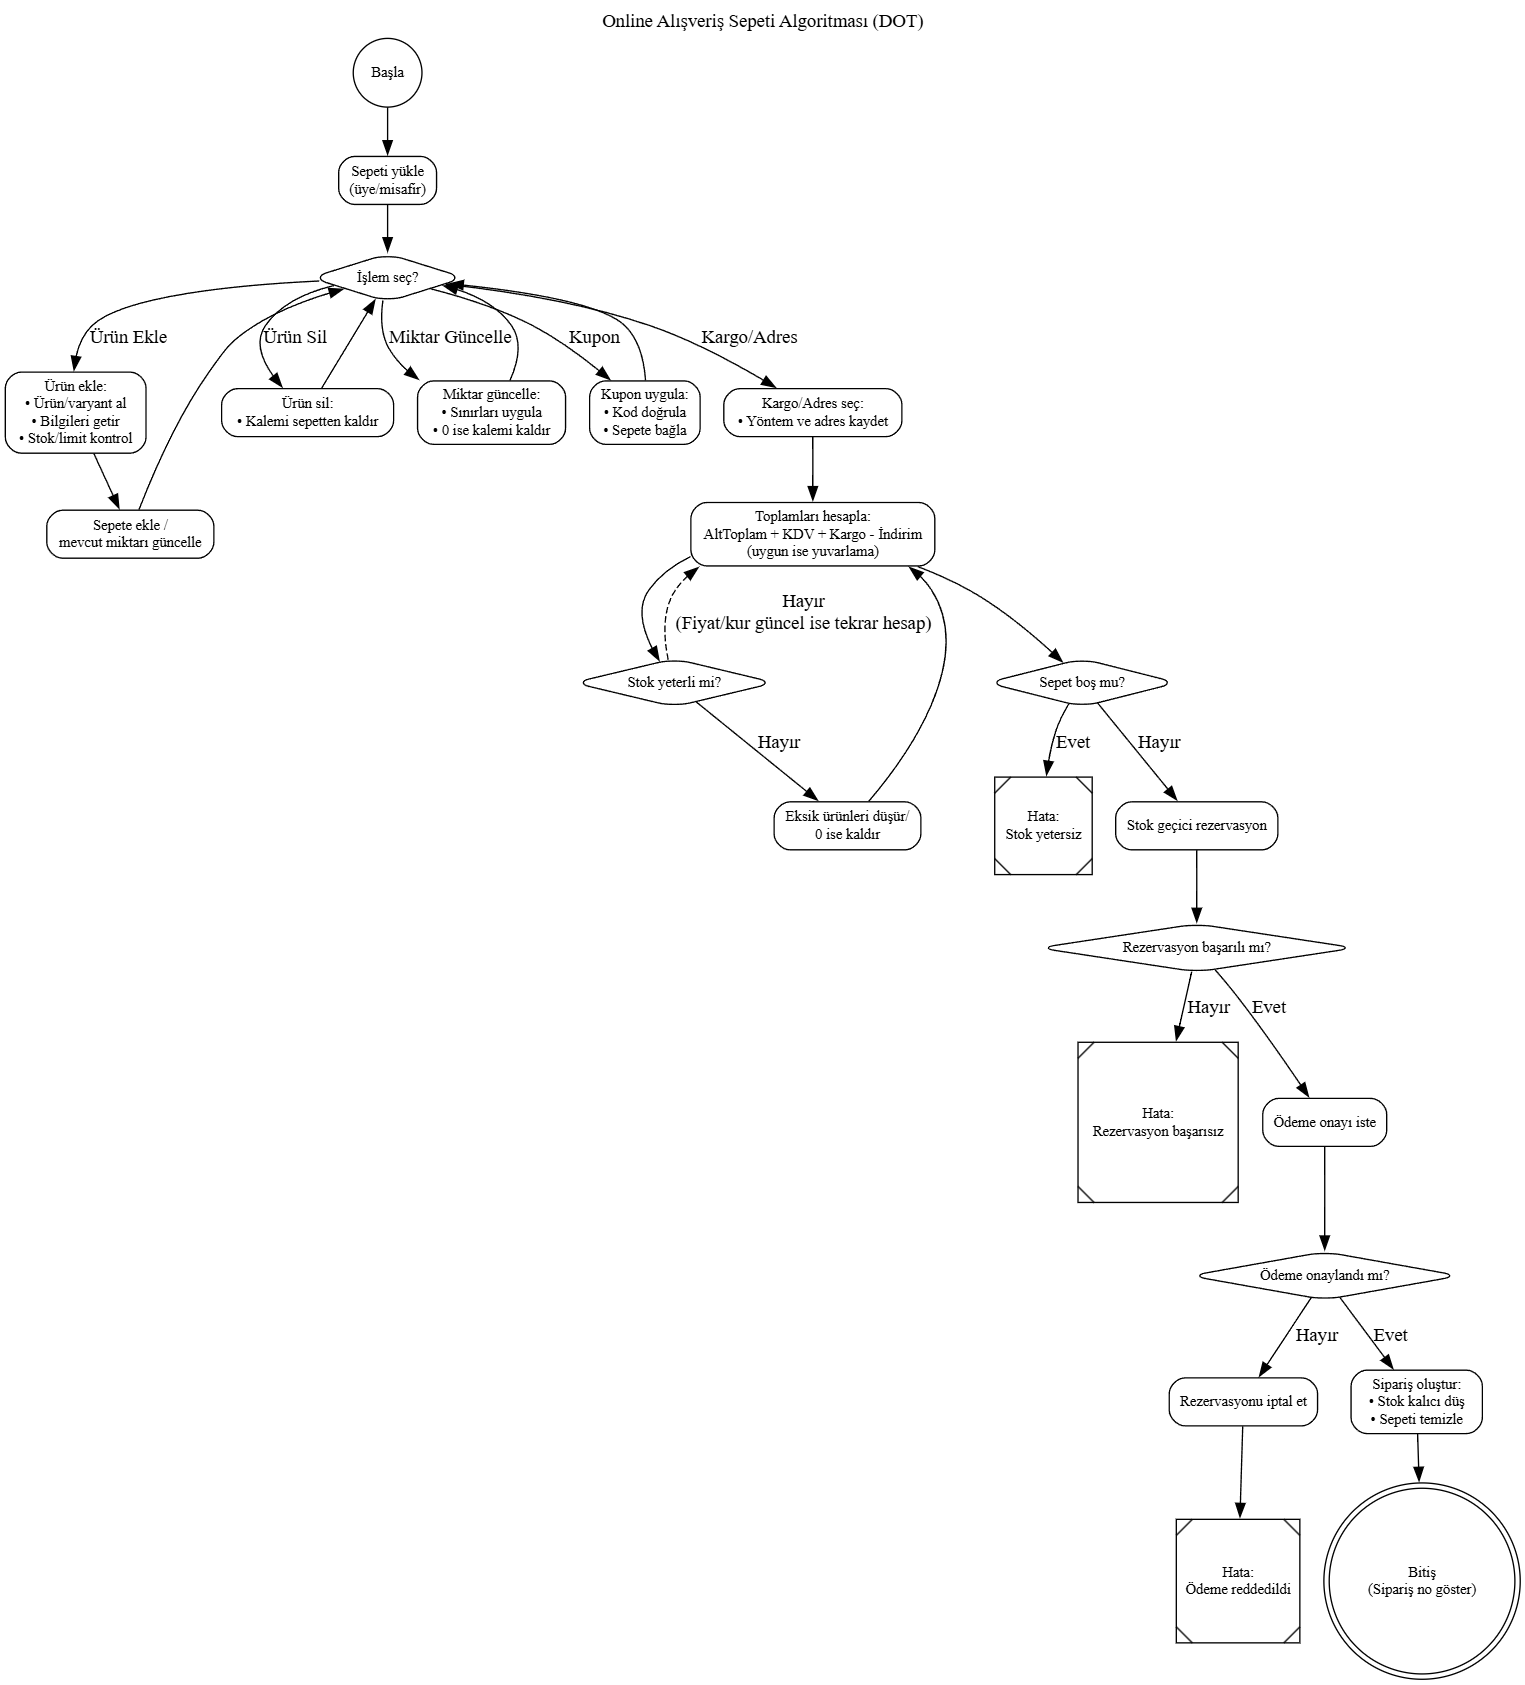 Online Alışveriş Sepeti Algoritması (DOT)
Başla
Sepeti yükle
(üye/misafir)
İşlem seç?
Ürün Ekle
Ürün Sil
Miktar Güncelle
Kupon
Kargo/Adres
Ürün ekle:
• Ürün/varyant al
• Bilgileri getir
• Stok/limit kontrol
Ürün sil:
• Kalemi sepetten kaldır
Miktar güncelle:
• Sınırları uygula
• 0 ise kalemi kaldır
Kupon uygula:
• Kod doğrula
• Sepete bağla
Kargo/Adres seç:
• Yöntem ve adres kaydet
Sepete ekle /
mevcut miktarı güncelle
Toplamları hesapla:
AltToplam + KDV + Kargo - İndirim
(uygun ise yuvarlama)
Hayır
(Fiyat/kur güncel ise tekrar hesap)
Stok yeterli mi?
Sepet boş mu?
Hayır
Evet
Hayır
Eksik ürünleri düşür/
0 ise kaldır
Hata:
Stok yetersiz
Stok geçici rezervasyon
Rezervasyon başarılı mı?
Hayır
Evet
Hata:
Rezervasyon başarısız
Ödeme onayı iste
Ödeme onaylandı mı?
Hayır
Evet
Rezervasyonu iptal et
Sipariş oluştur:
• Stok kalıcı düş
• Sepeti temizle
Hata:
Ödeme reddedildi
Bitiş
(Sipariş no göster)